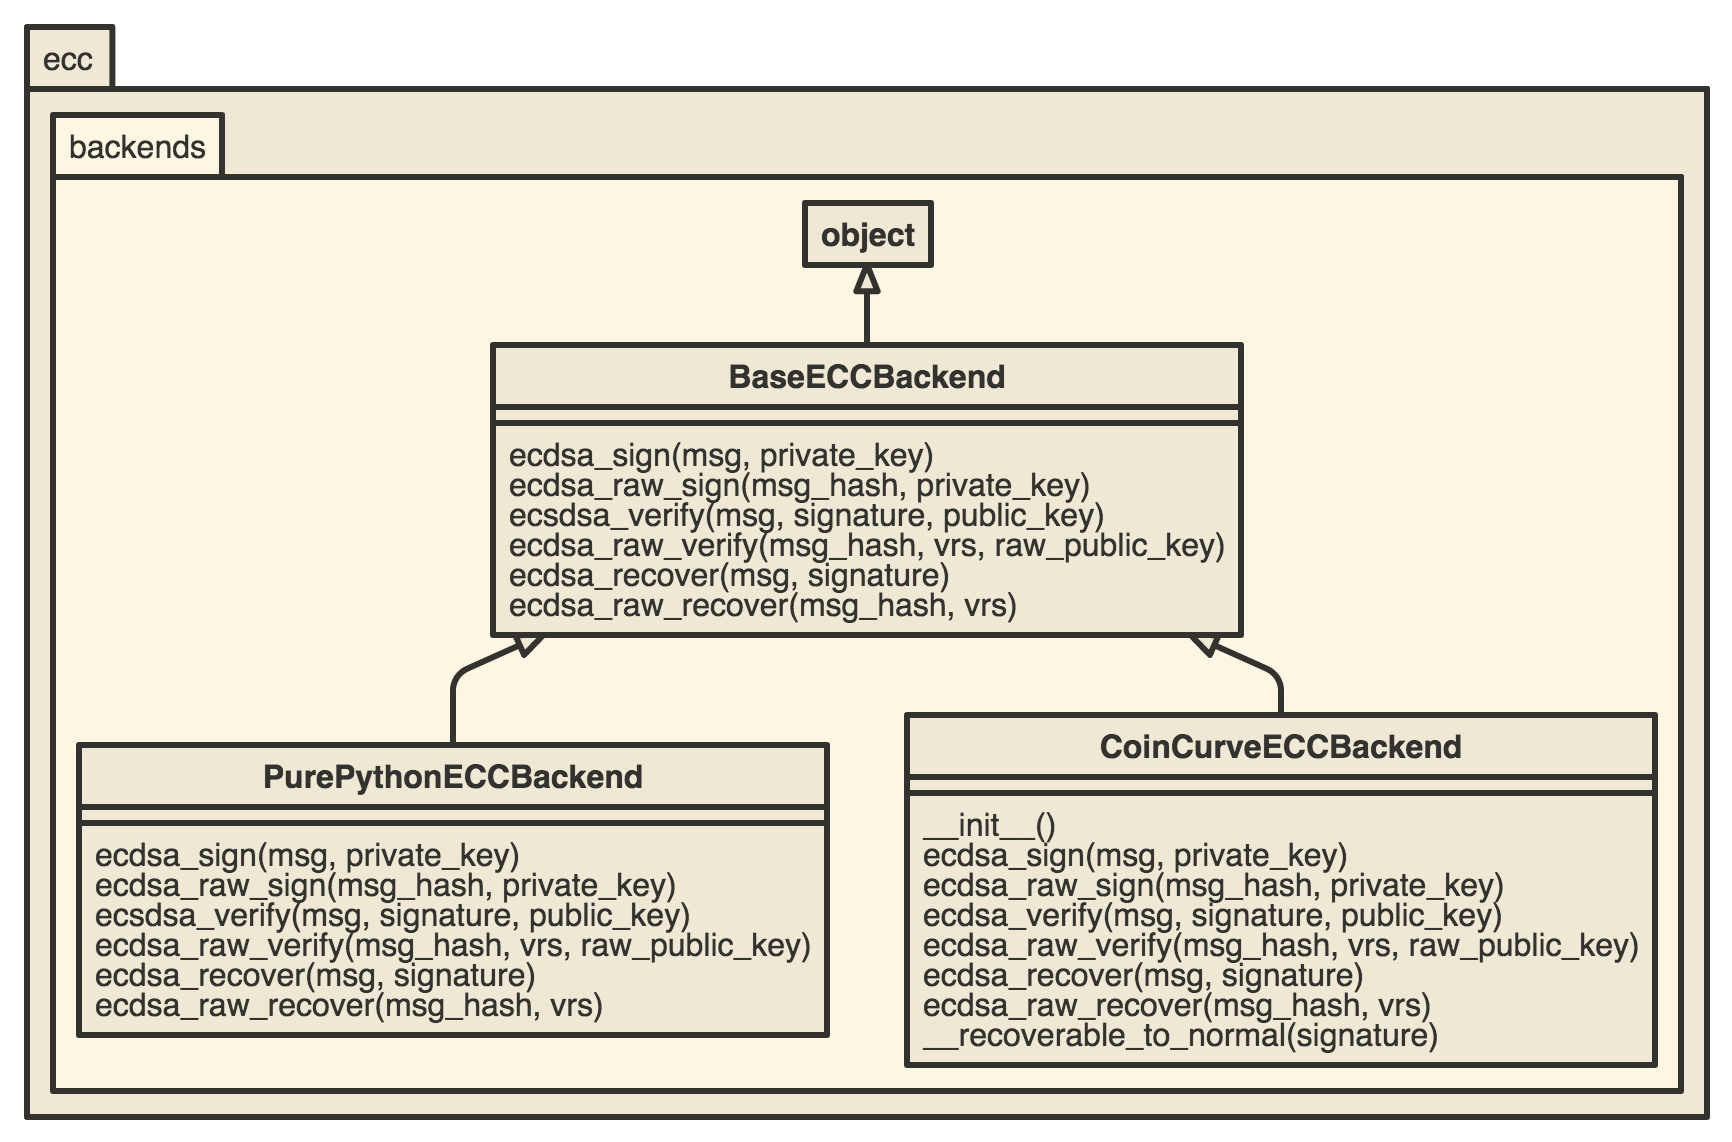 ecc
backends
object
BaseECCBackend
ecdsa_sign(msg, private_key)
ecdsa_raw_sign(msg_hash, private_key)
ecsdsa_verify(msg, signature, public_key)
ecdsa_raw_verify(msg_hash, vrs, raw_public_key)
ecdsa_recover(msg, signature)
ecdsa_raw_recover(msg_hash, vrs)
PurePythonECCBackend
ecdsa_sign(msg, private_key)
ecdsa_raw_sign(msg_hash, private_key)
ecsdsa_verify(msg, signature, public_key)
ecdsa_raw_verify(msg_hash, vrs, raw_public_key)
ecdsa_recover(msg, signature)
ecdsa_raw_recover(msg_hash, vrs)
CoinCurveECCBackend
__init__()
ecdsa_sign(msg, private_key)
ecdsa_raw_sign(msg_hash, private_key)
ecdsa_verify(msg, signature, public_key)
ecdsa_raw_verify(msg_hash, vrs, raw_public_key)
ecdsa_recover(msg, signature)
ecdsa_raw_recover(msg_hash, vrs)
__recoverable_to_normal(signature)